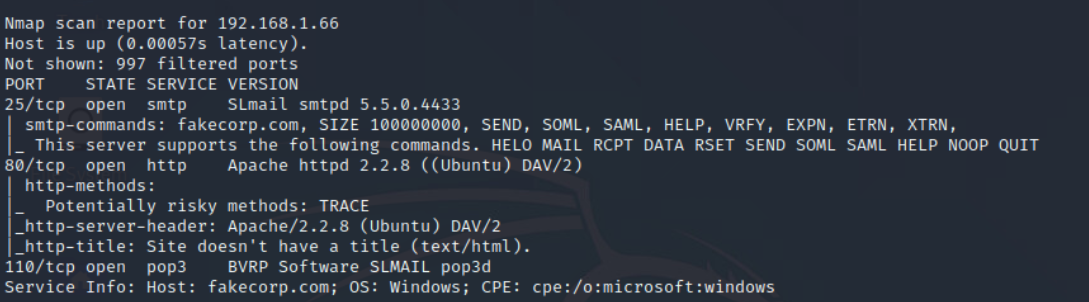 Nmap scan report for 192.168.1.66
Host is up (0.00057s latency).
Not shown: 997 filtered ports
PORT    STATE SERVICE VERSION
25/tcp  open  smtp    SLmail smtpd 5.5.0.4433
| smtp-commands: fakecorp.com, SIZE 100000000, SEND, SOML, SAML, HELP, VRFY, EXPN, ETRN, XTRN,
|_ This server supports the following commands. HELO MAIL RCPT DATA RSET SEND SOML SAML HELP NOOP QUIT
80/tcp  open  http    Apache httpd 2.2.8 ((Ubuntu) DAV/2)
| http-methods:
|_  Potentially risky methods: TRACE
|_http-server-header: Apache/2.2.8 (Ubuntu) DAV/2
|_http-title: Site doesn't have a title (text/html).
110/tcp open  pop3    BVRP Software SLMAIL pop3d
Service Info: Host: fakecorp.com; OS: Windows; CPE: cpe:/o:microsoft:windows